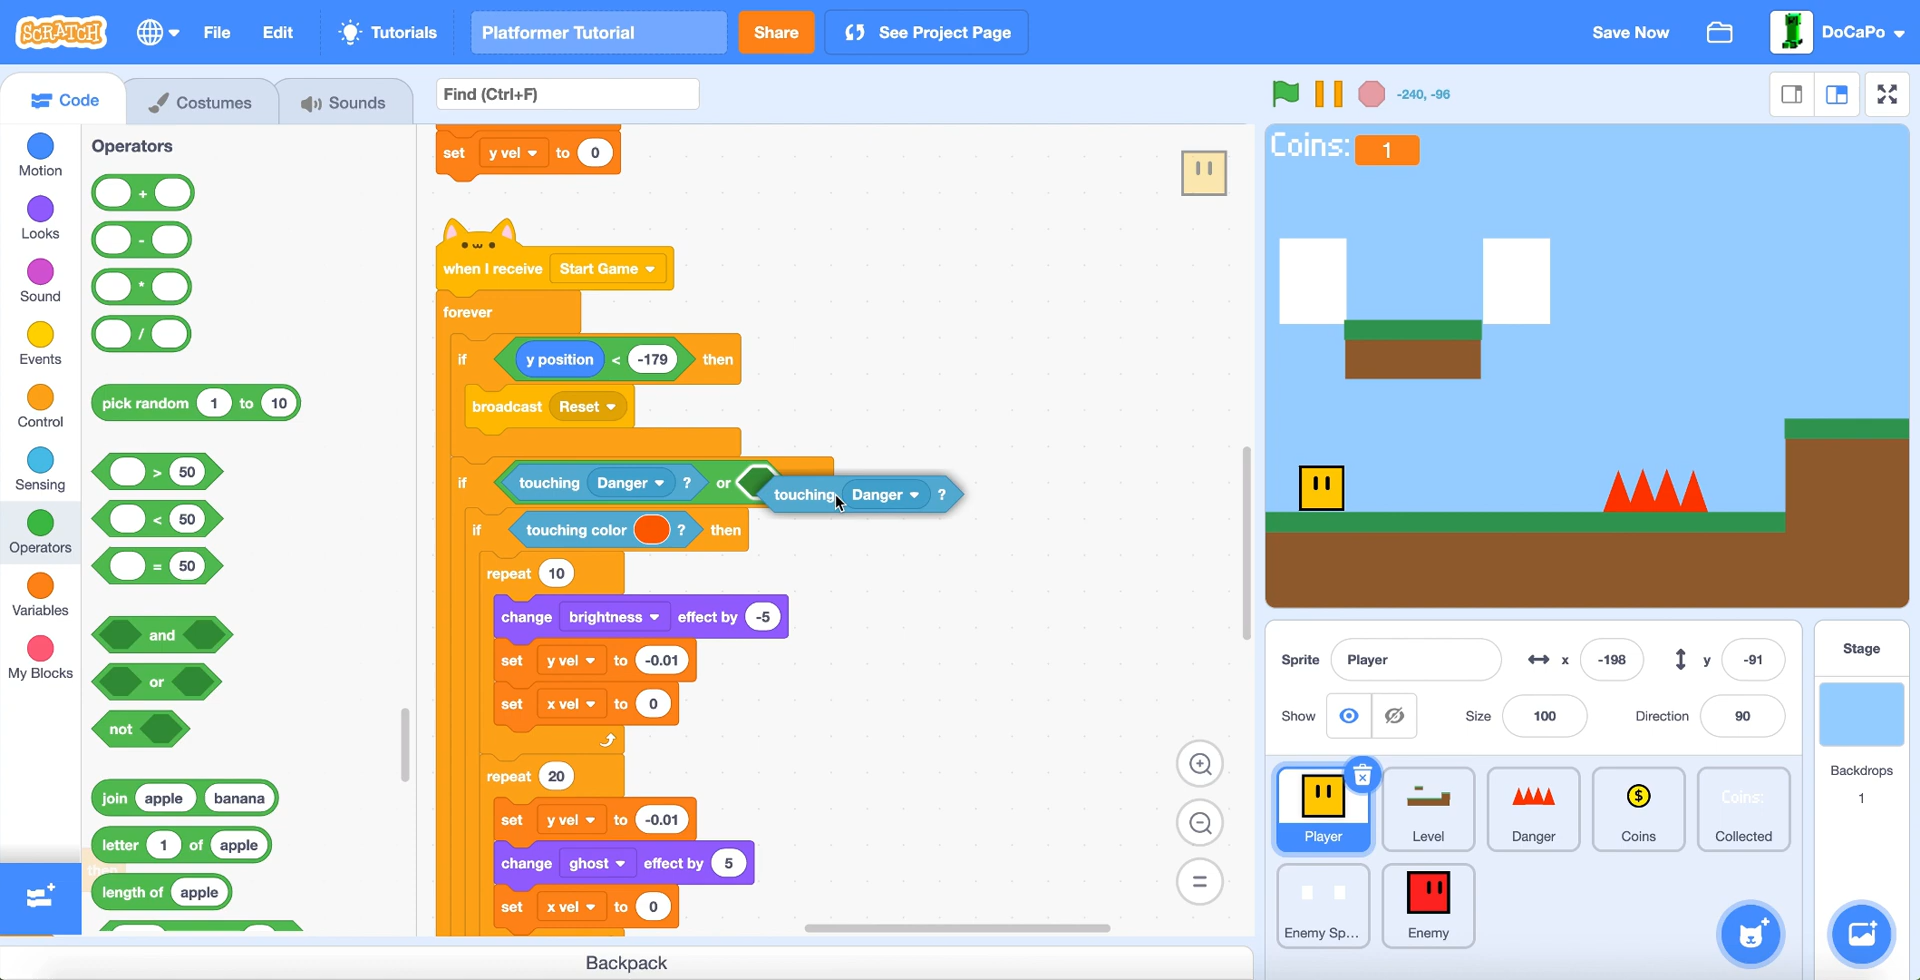 SCRATCH
File
Edit
Tutorials
Platformer Tutorial
Share
See Project Page
Save Now
DoCaPo
Code
Costumes
Sounds
Find (Ctrl+F)
-240, -96
Motion
Looks
Sound
Events
Control
Sensing
Operators
Variables
My Blocks
Operators
+
-
*
/
pick random 1 to 10
> 50
< 50
= 50
and
or
not
join apple banana
letter 1 of apple
then
length of apple
set y vel to 0
when I receive Start Game
forever
if y position < -179 then
broadcast Reset
if touching Danger ? or
touching Danger ?
if touching color ? then
repeat 10
change brightness effect by -5
set y vel to -0.01
set x vel to 0
repeat 20
set y vel to -0.01
change ghost effect by 5
set x vel to 0
Backpack
Coins: 1
Sprite Player x -198 y -91
Show Size 100 Direction 90
Player
Level
Danger
Coins
Coins:
Collected
Enemy Sp...
Enemy
Stage
Backdrops
1